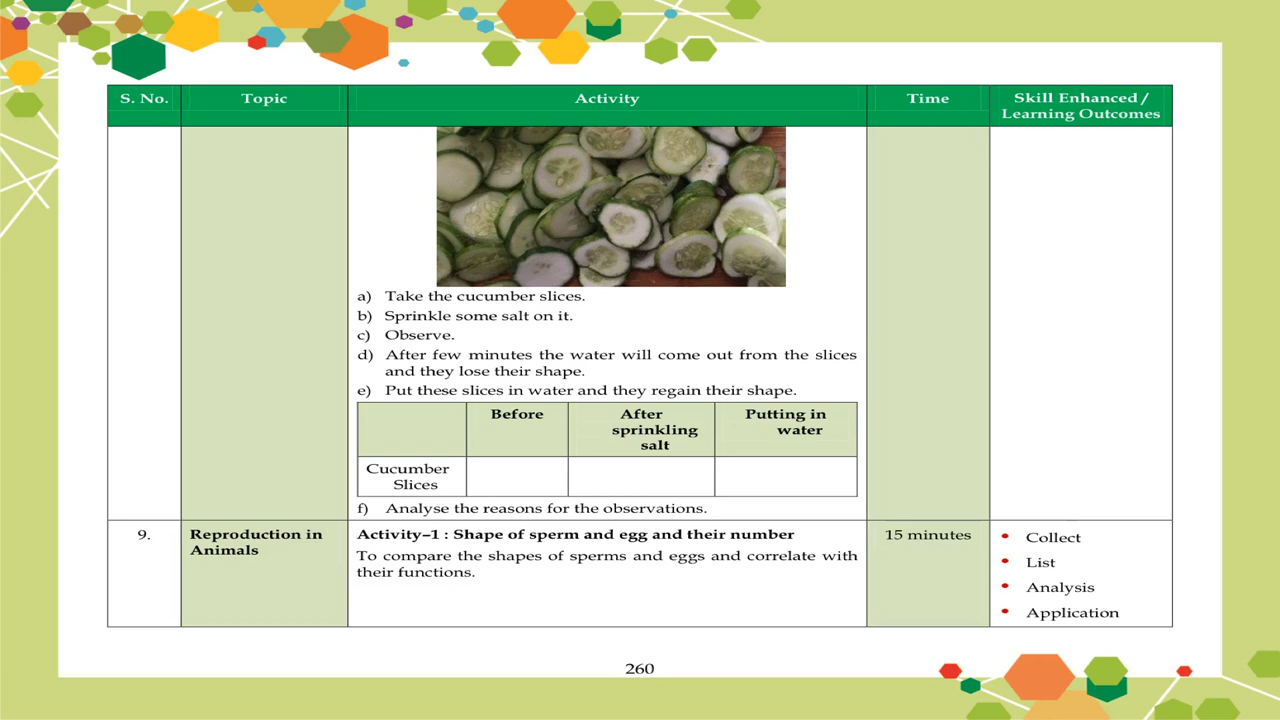 S. No.
Topic
Activity
Time
Skill Enhanced /
Learning Outcomes
a) Take the cucumber slices.
b) Sprinkle some salt on it.
c) Observe.
d) After few minutes the water will come out from the slices
and they lose their shape.
e) Put these slices in water and they regain their shape.
Before
After
sprinkling
salt
Putting in
water
Cucumber
Slices
f) Analyse the reasons for the observations.
9.
Reproduction in
Animals
Activity–1 : Shape of sperm and egg and their number
To compare the shapes of sperms and eggs and correlate with
their functions.
15 minutes
• Collect
• List
• Analysis
• Application
260